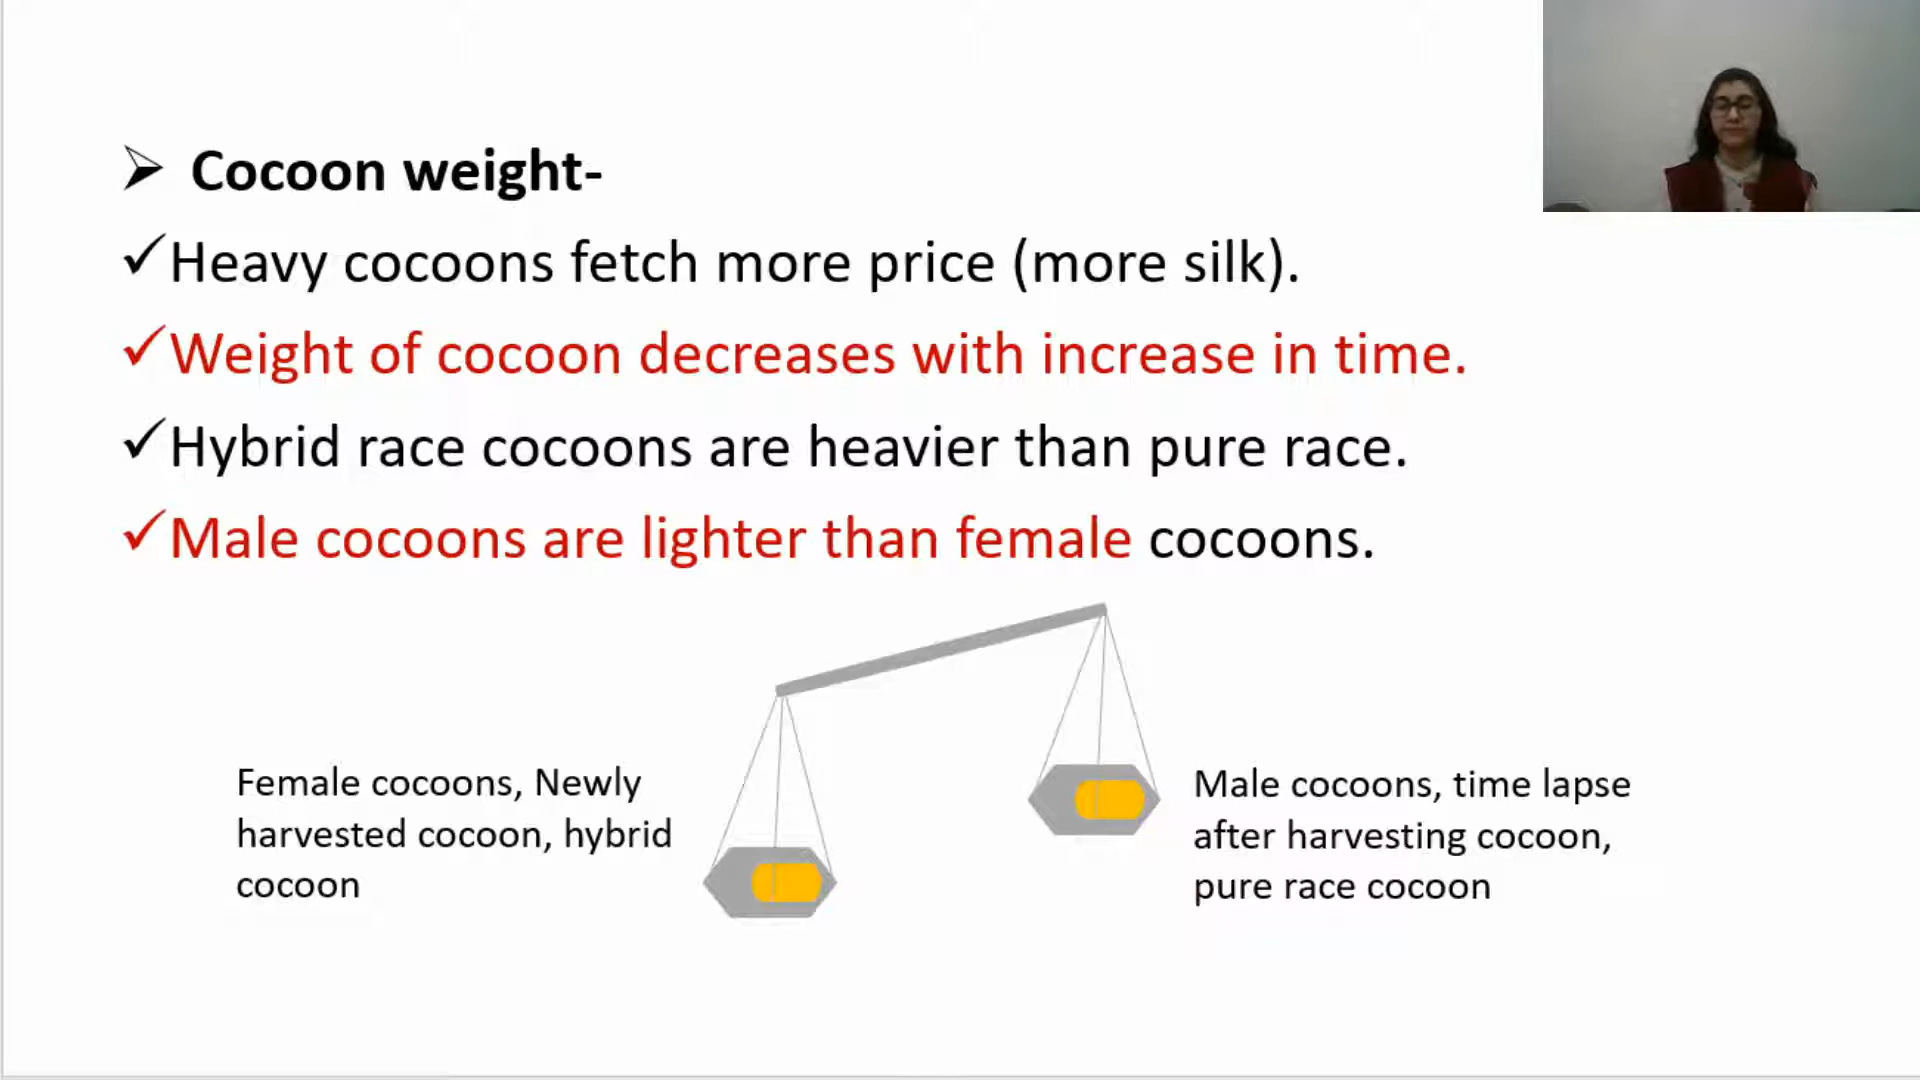 Cocoon weight-
Heavy cocoons fetch more price (more silk).
Weight of cocoon decreases with increase in time.
Hybrid race cocoons are heavier than pure race.
Male cocoons are lighter than female cocoons.
Female cocoons, Newly
harvested cocoon, hybrid
cocoon
Male cocoons, time lapse
after harvesting cocoon,
pure race cocoon